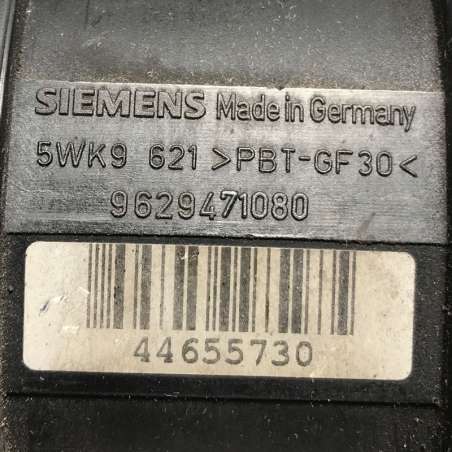 SIEMENS Made in Germany
5WK9 621 >PBT-GF30<
9629471080
44655730